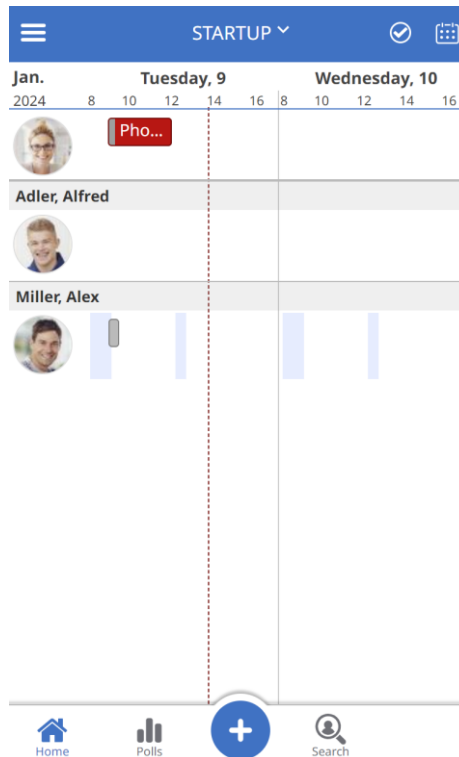 STARTUP
Jan. Tuesday, 9 Wednesday, 10
2024 8 10 12 14 16 8 10 12 14 16
Pho...
Adler, Alfred
Miller, Alex
Home Polls Search